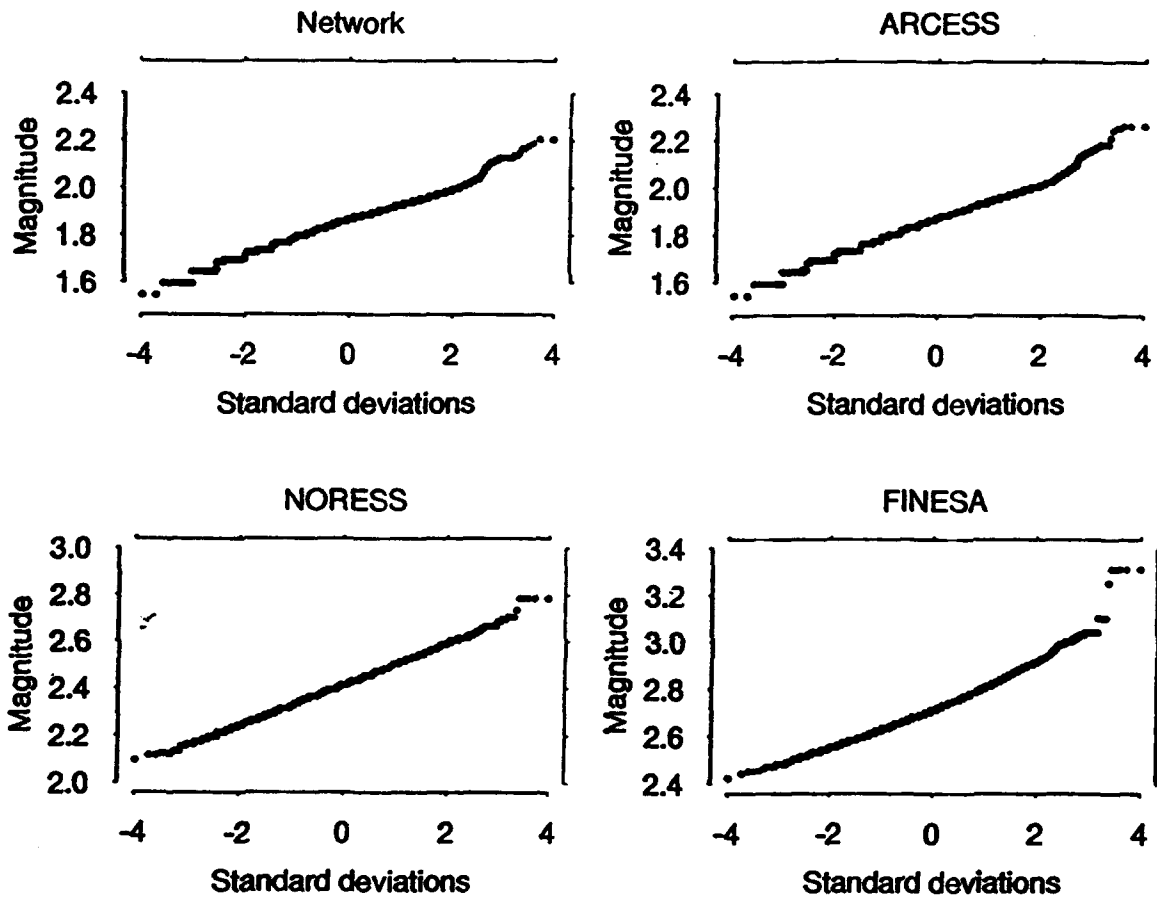 Network
Magnitude
2.4
2.2
2.0
1.8
1.6
-4 -2 0 2 4
Standard deviations
ARCESS
Magnitude
2.4
2.2
2.0
1.8
1.6
-4 -2 0 2 4
Standard deviations
NORESS
Magnitude
3.0
2.8
2.6
2.4
2.2
2.0
-4 -2 0 2 4
Standard deviations
FINESA
Magnitude
3.4
3.2
3.0
2.8
2.6
2.4
-4 -2 0 2 4
Standard deviations